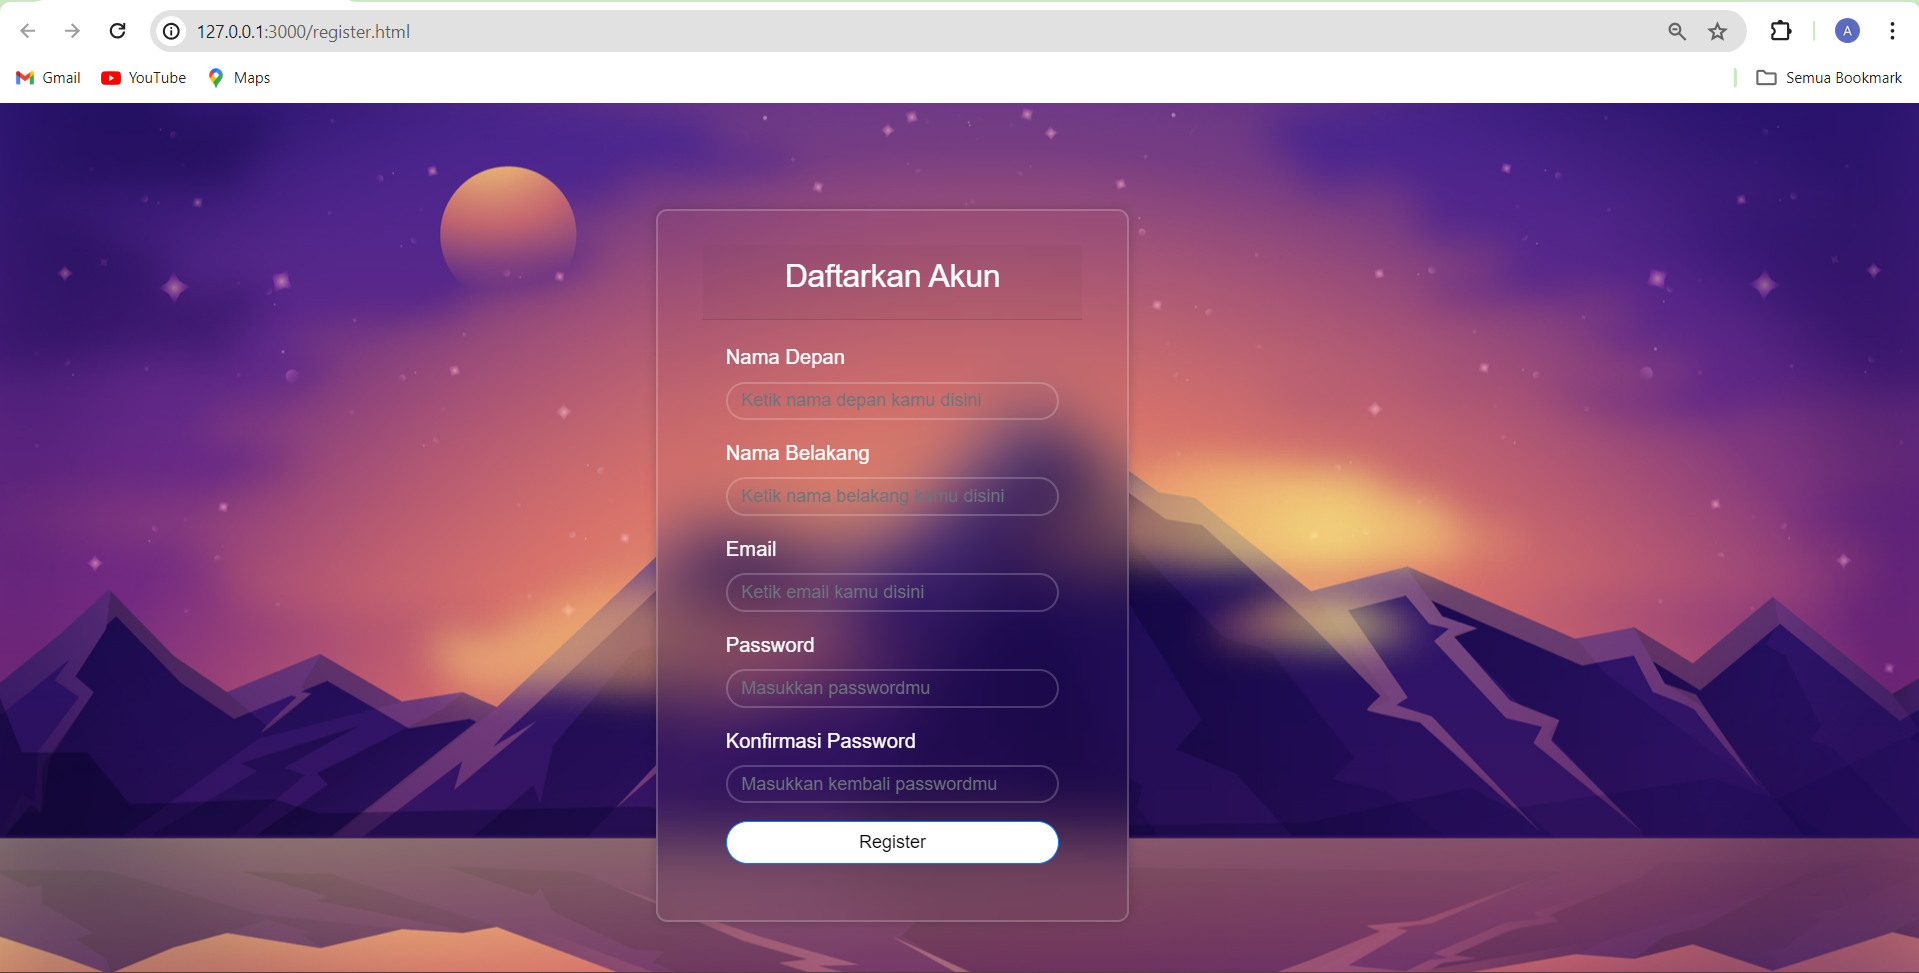 127.0.0.1:3000/register.html
A
Gmail YouTube Maps Semua Bookmark
Daftarkan Akun
Nama Depan
Ketik nama depan kamu disini
Nama Belakang
Ketik nama belakang kamu disini
Email
Ketik email kamu disini
Password
Masukkan passwordmu
Konfirmasi Password
Masukkan kembali passwordmu
Register